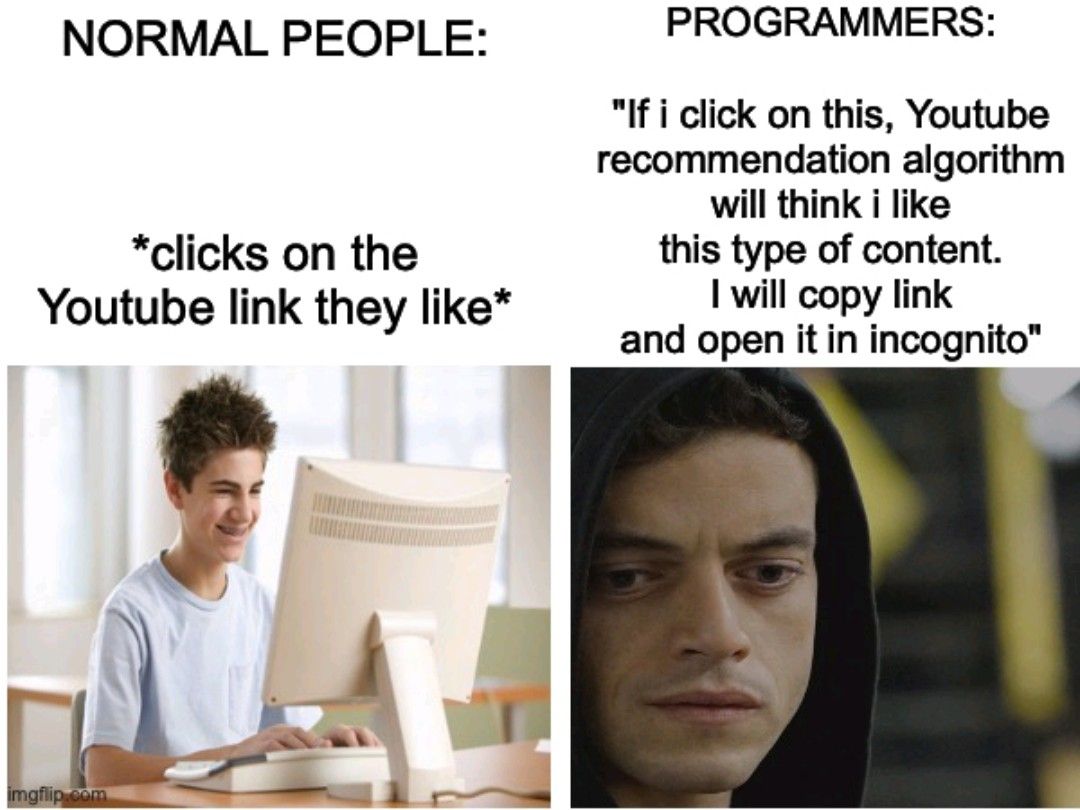 NORMAL PEOPLE:
*clicks on the
Youtube link they like*
PROGRAMMERS:
"If i click on this, Youtube
recommendation algorithm
will think i like
this type of content.
I will copy link
and open it in incognito"
imgflip.com